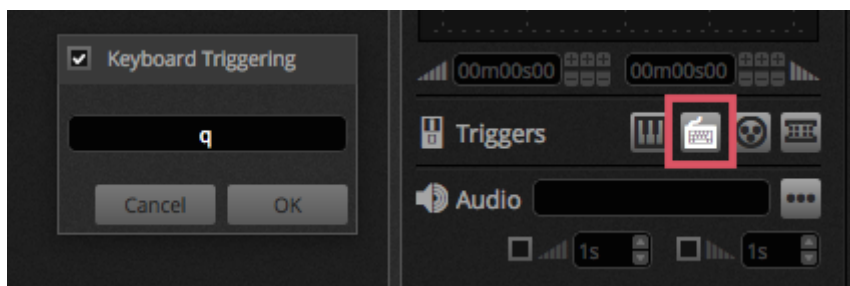 Keyboard Triggering
q
Cancel OK
00m00s00 00m00s00
Triggers
Audio
1s 1s